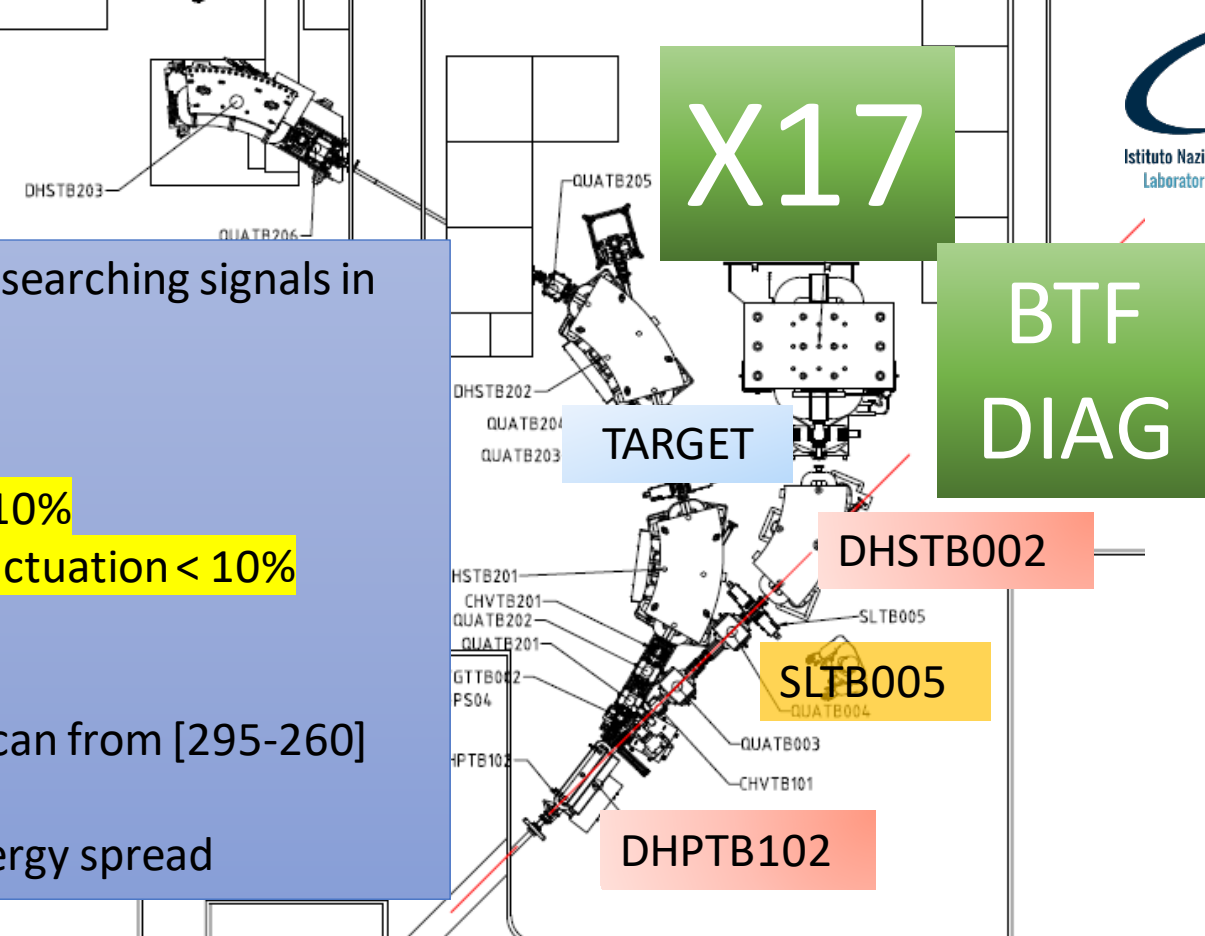 X17
Istituto Nazi
Laborator
DHSTB203
QUATB205
QUATB206
searching signals in
BTF
DIAG
DHSTB202
QUATB204
TARGET
QUATB203
10%
DHSTB002
ctuation < 10%
HSTB201
CHVTB201
QUATB202
SLTB005
QUATB201
GTTB002
SLTB005
PS04
QUATB004
can from [295-260]
QUATB003
HPTB102
CHVTB101
ergy spread
DHPTB102